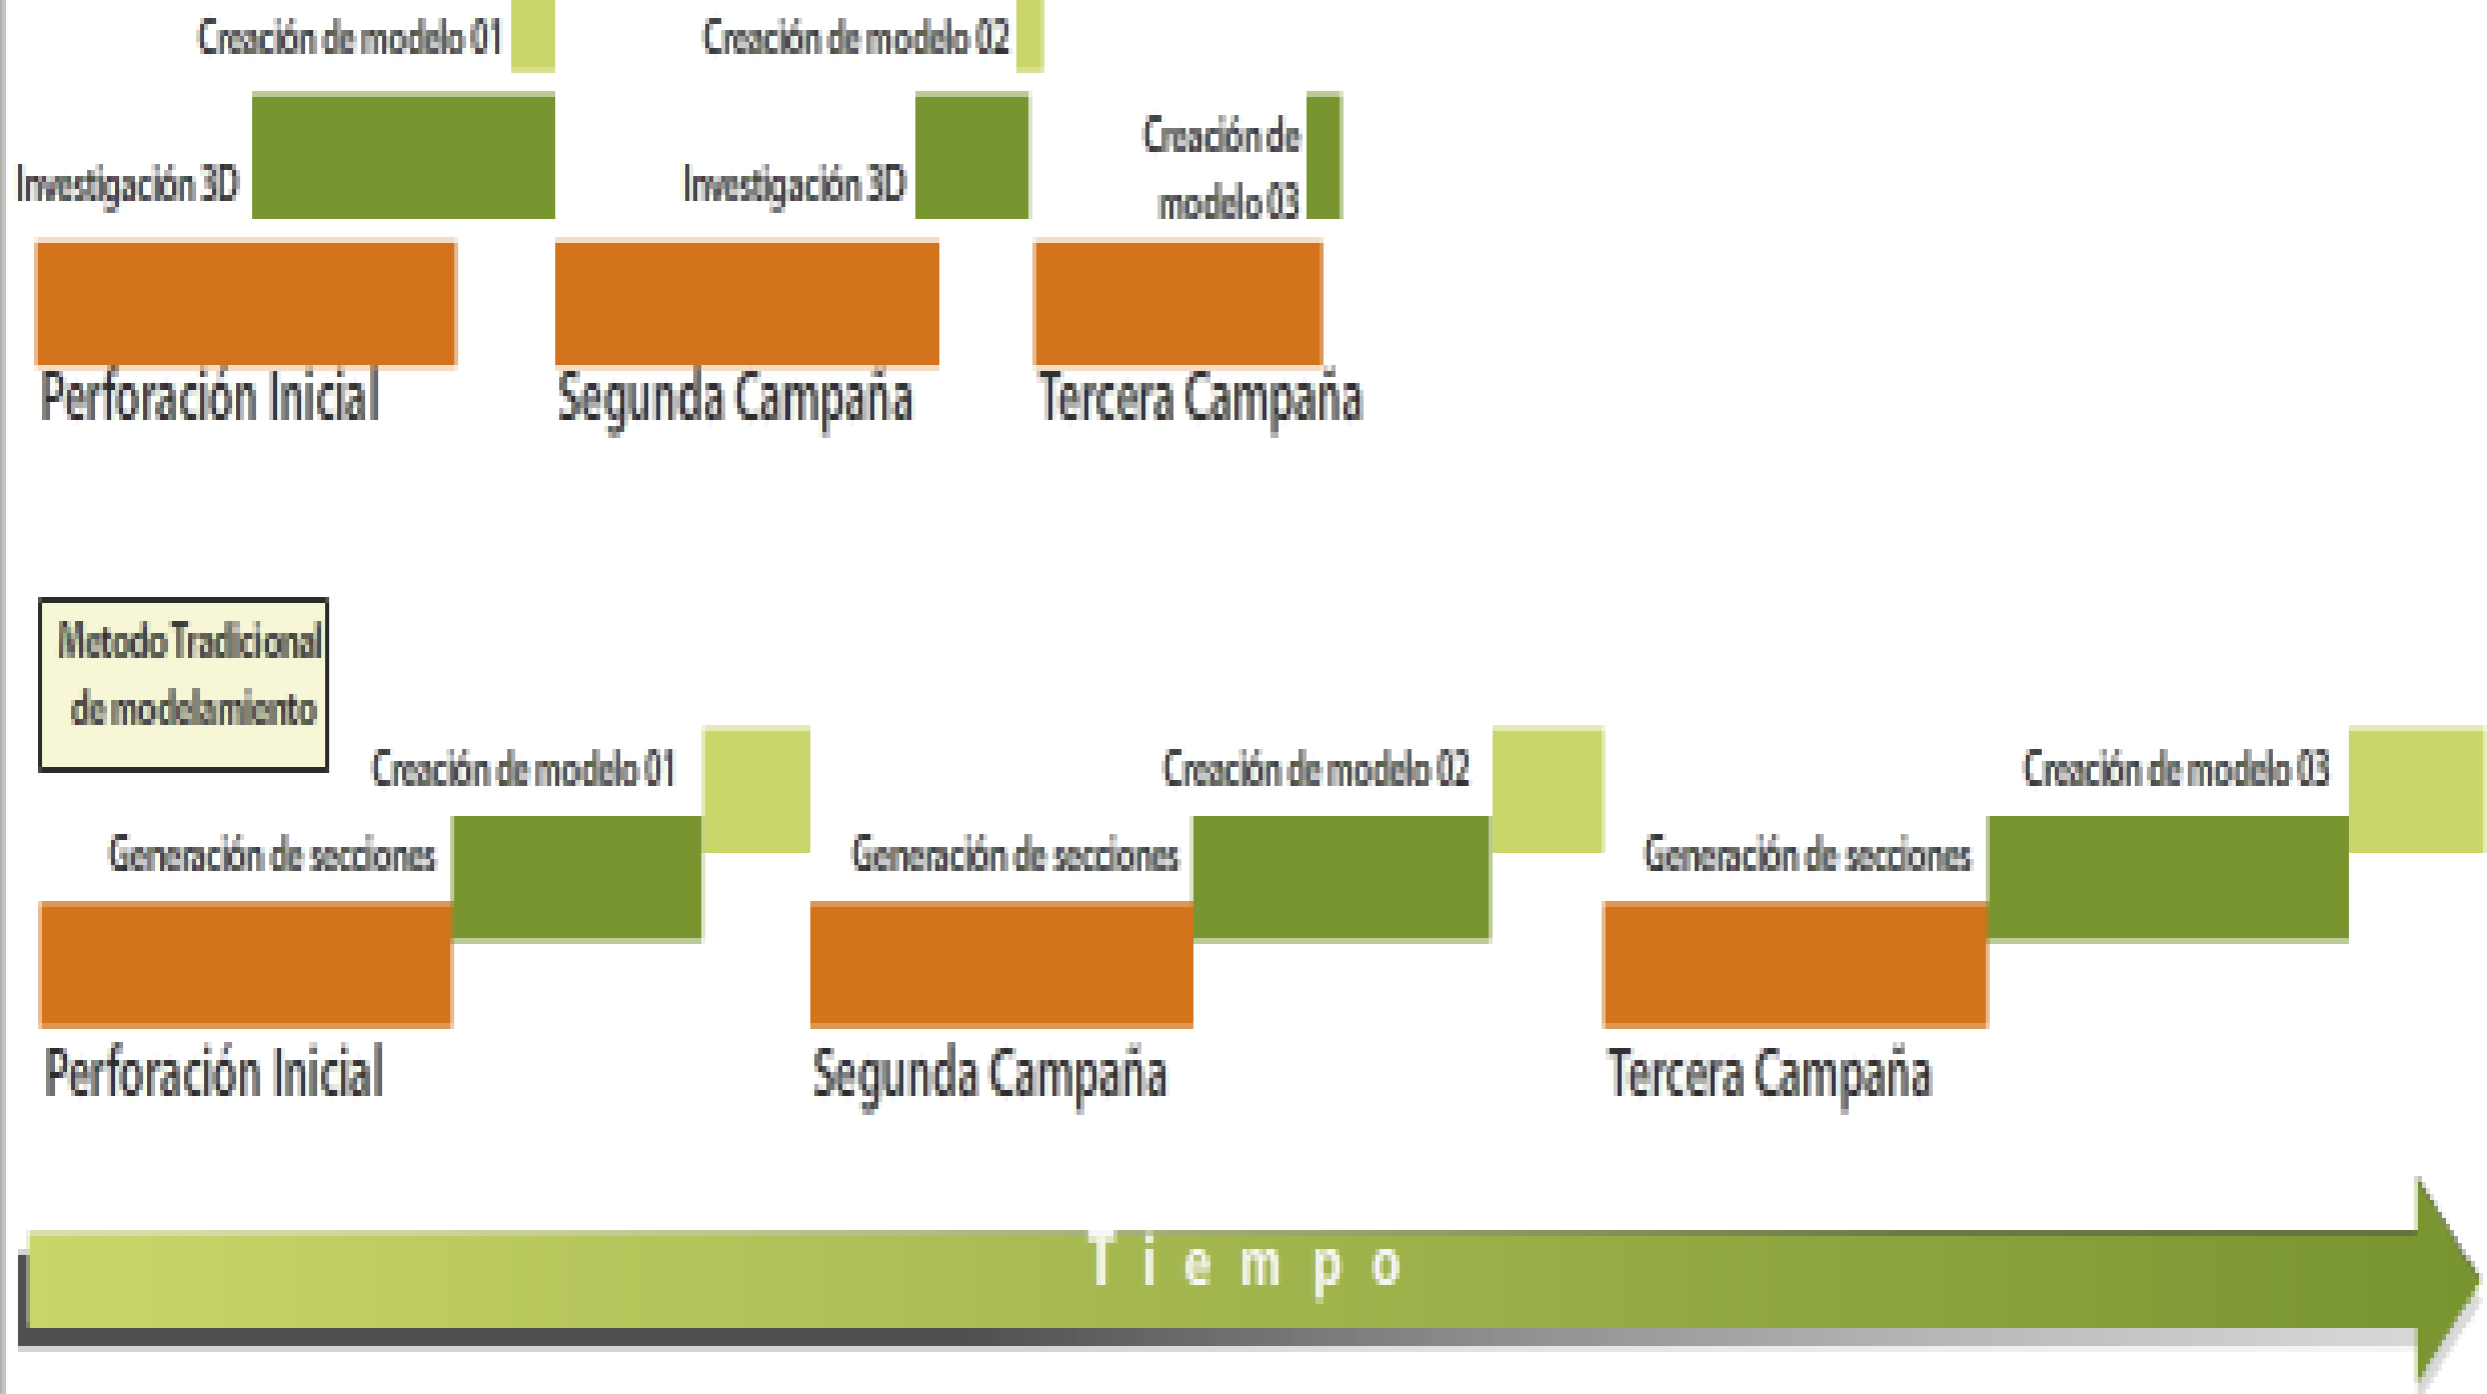 Creación de modelo 01
Creación de modelo 02
Investigación 3D
Investigación 3D
Creación de
modelo 03
Perforación Inicial
Segunda Campaña
Tercera Campaña
Metodo Tradicional
de modelamiento
Creación de modelo 01
Creación de modelo 02
Creación de modelo 03
Generación de secciones
Generación de secciones
Generación de secciones
Perforación Inicial
Segunda Campaña
Tercera Campaña
Tiempo